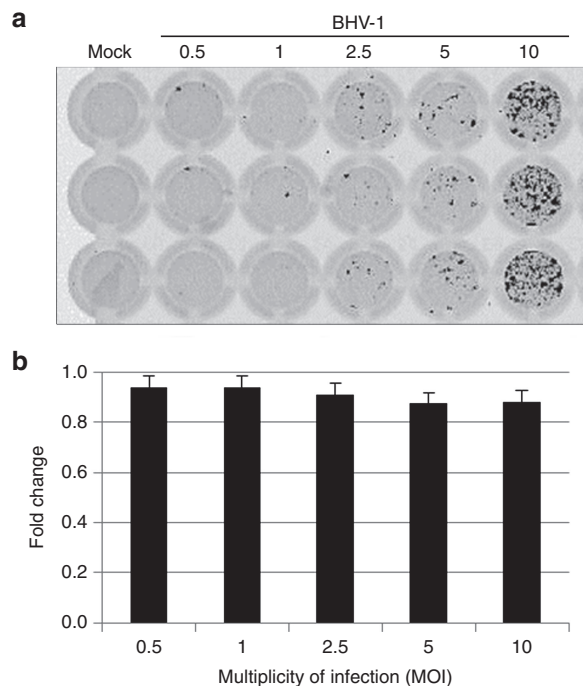 a
BHV-1
Mock 0.5 1 2.5 5 10
b
1.0
0.8
0.6
0.4
0.2
0.0
Fold change
0.5 1 2.5 5 10
Multiplicity of infection (MOI)